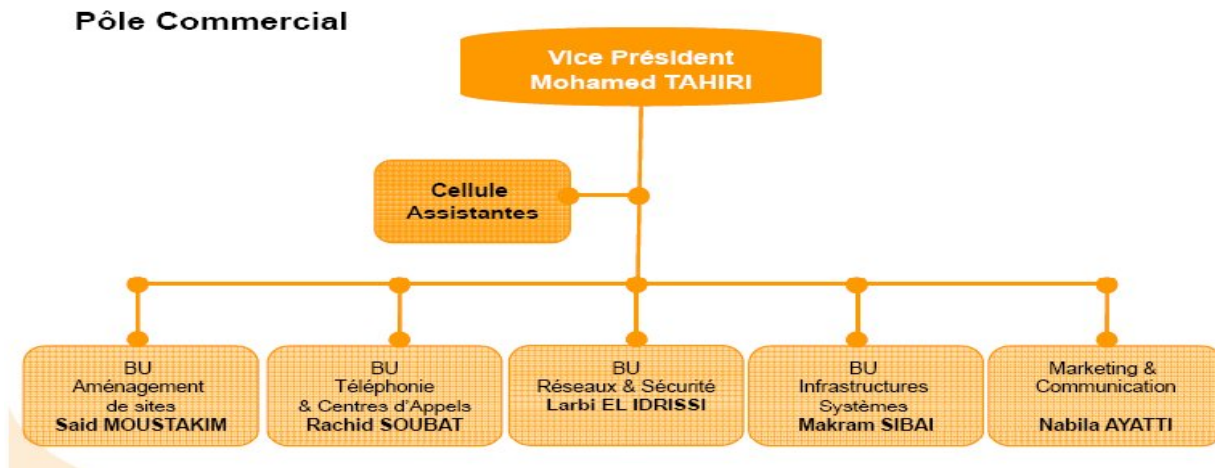 Pôle Commercial
Vice Président
Mohamed TAHIRI
Cellule
Assistantes
BU
Aménagement
de sites
Said MOUSTAKIM
BU
Téléphonie
& Centres d'Appels
Rachid SOUBAT
BU
Réseaux & Sécurité
Larbi EL IDRISSI
BU
Infrastructures
Systèmes
Makram SIBAI
Marketing &
Communication
Nabila AYATTI